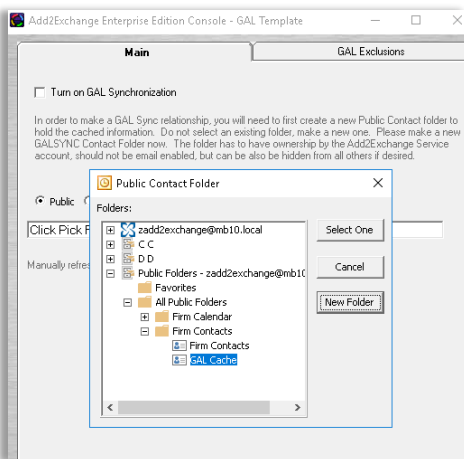 Add2Exchange Enterprise Edition Console - GAL Template
Main
GAL Exclusions
Turn on GAL Synchronization
In order to make a GAL Sync relationship, you will need to first create a new Public Contact folder to
hold the cached information. Do not select an existing folder, make a new one. Please make a new
GALSYNC Contact Folder now. The folder has to have ownership by the Add2Exchange Service
account, should not be email enabled, but can be also be hidden from all others if desired.
Public
Click Pick F
Manually refres
Public Contact Folder
Folders:
zadd2exchange@mb10.local
C C
D D
Public Folders - zadd2exchange@mb10
Favorites
All Public Folders
Firm Calendar
Firm Contacts
Firm Contacts
GAL Cache
Select One
Cancel
New Folder